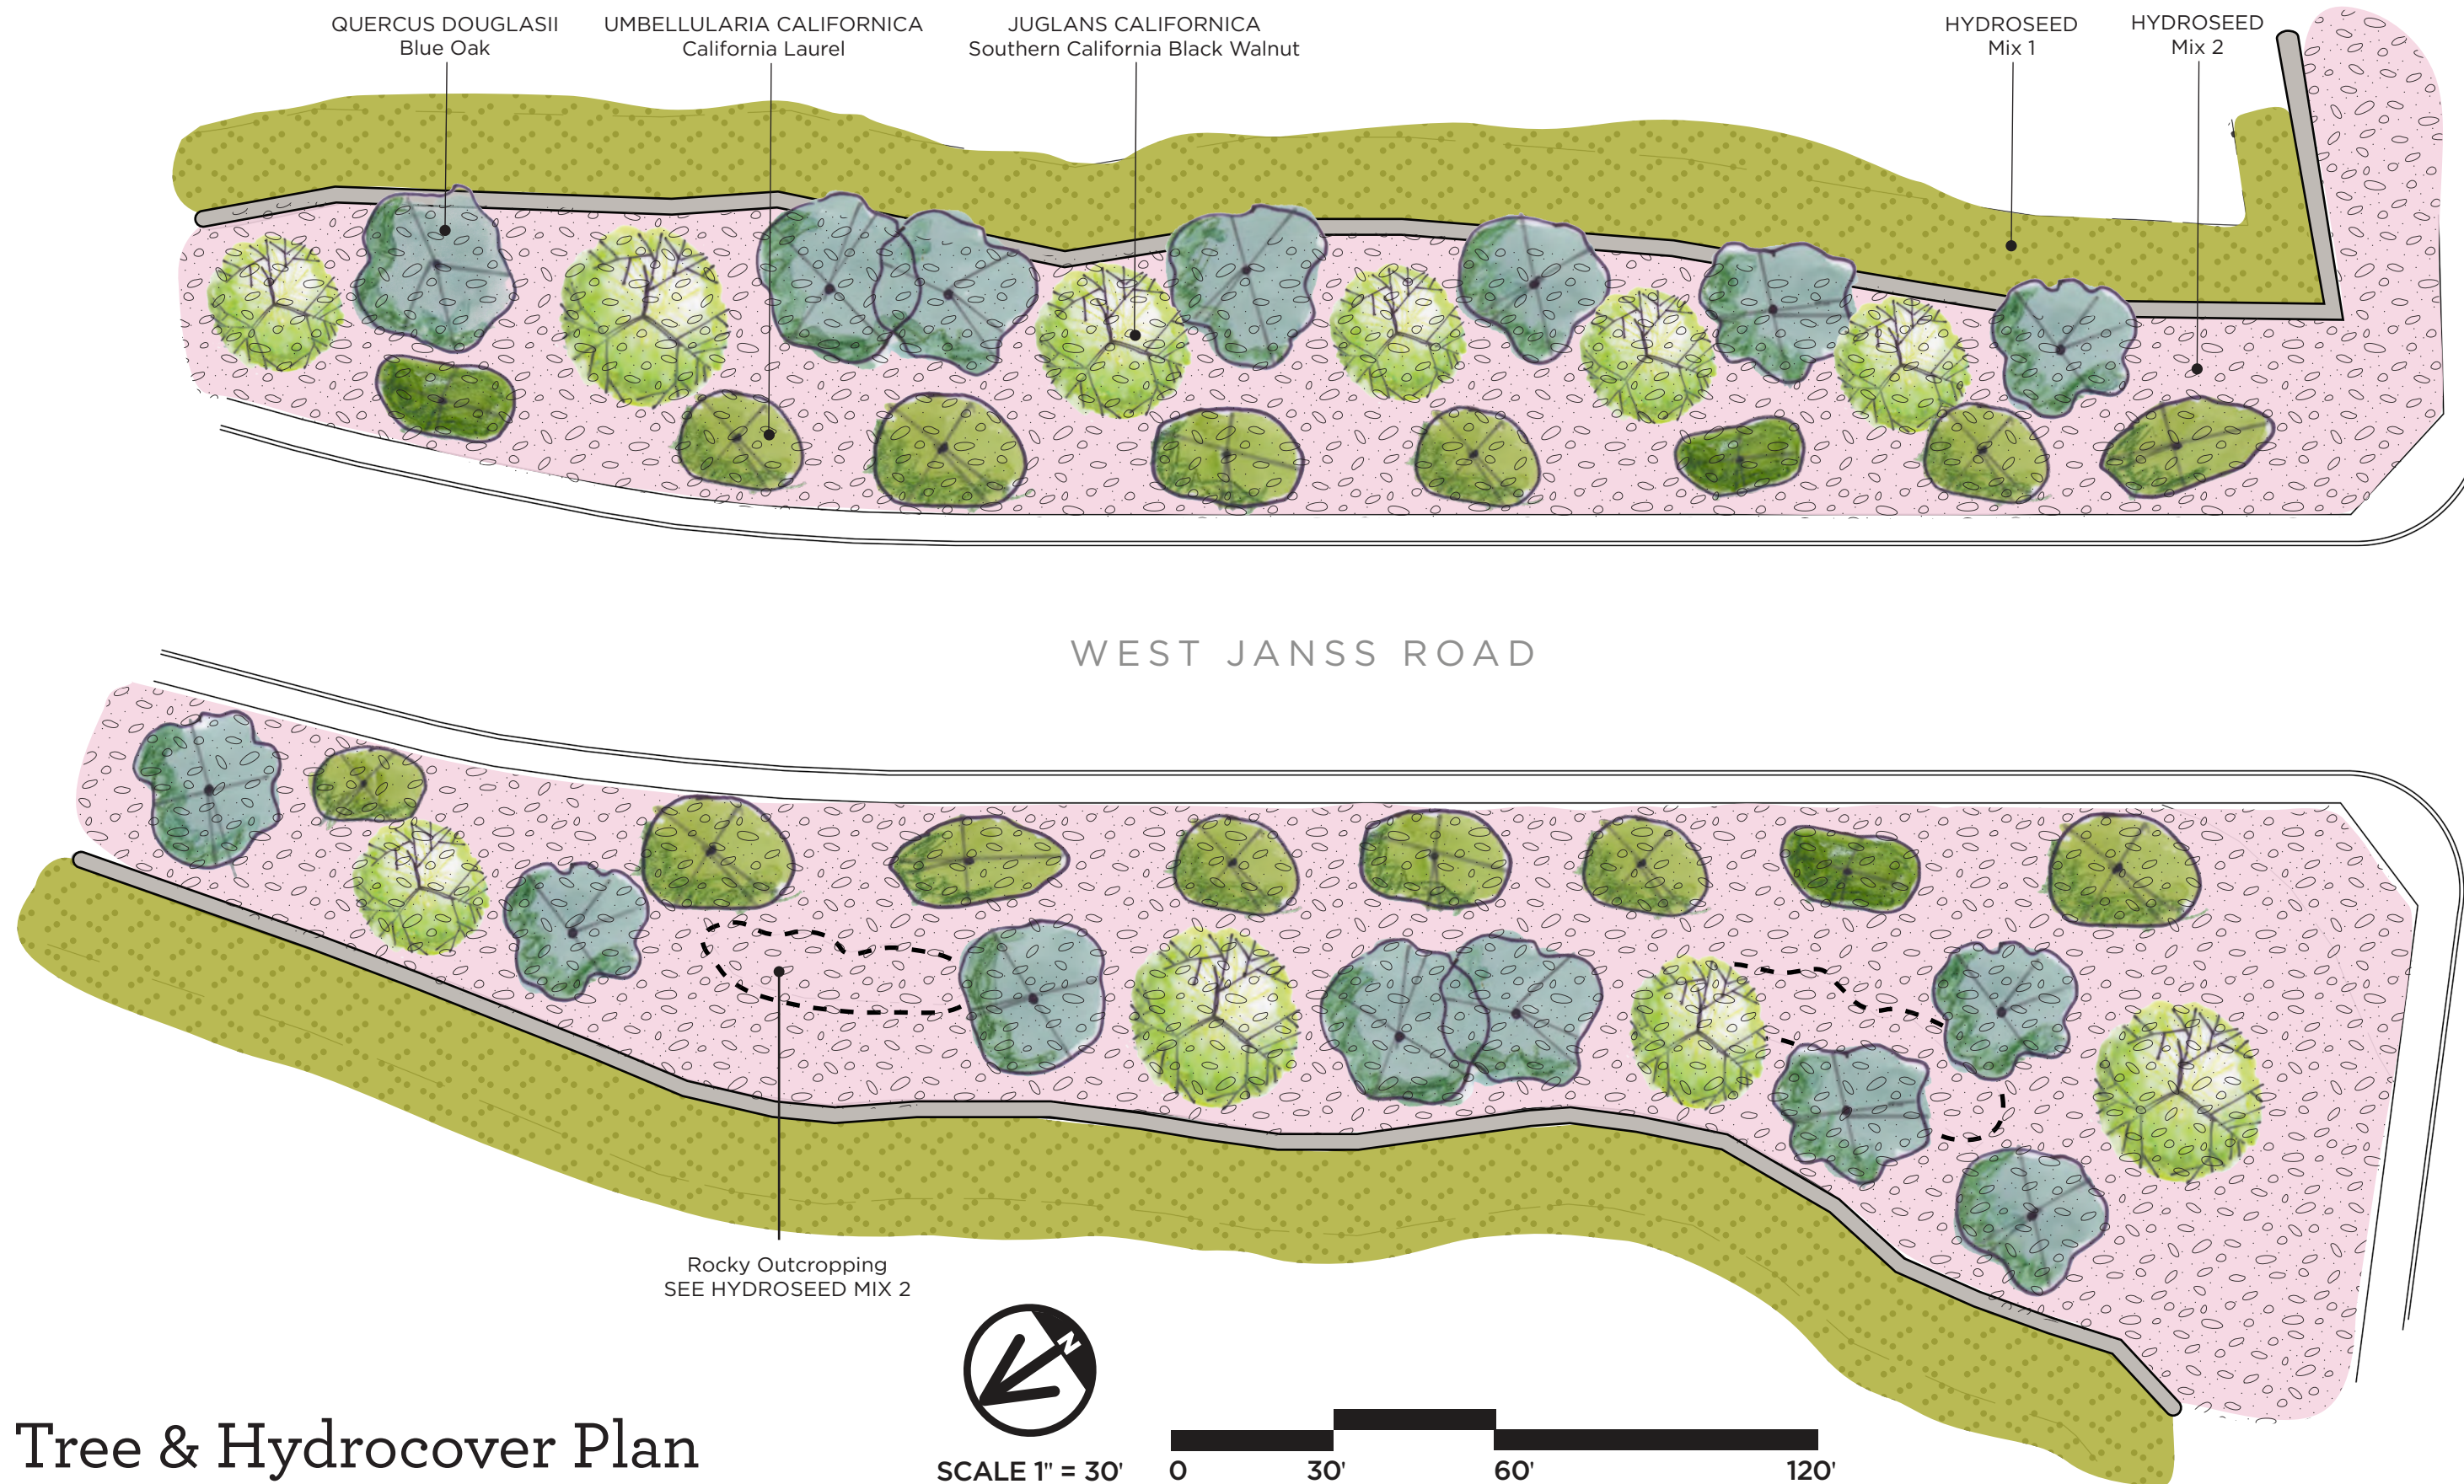 QUERCUS DOUGLASII
Blue Oak
UMBELLULARIA CALIFORNICA
California Laurel
JUGLANS CALIFORNICA
Southern California Black Walnut
HYDROSEED
Mix 1
HYDROSEED
Mix 2
WEST JANSS ROAD
Rocky Outcropping
SEE HYDROSEED MIX 2
N
Tree & Hydrocover Plan
SCALE 1" = 30'
0 30' 60' 120'